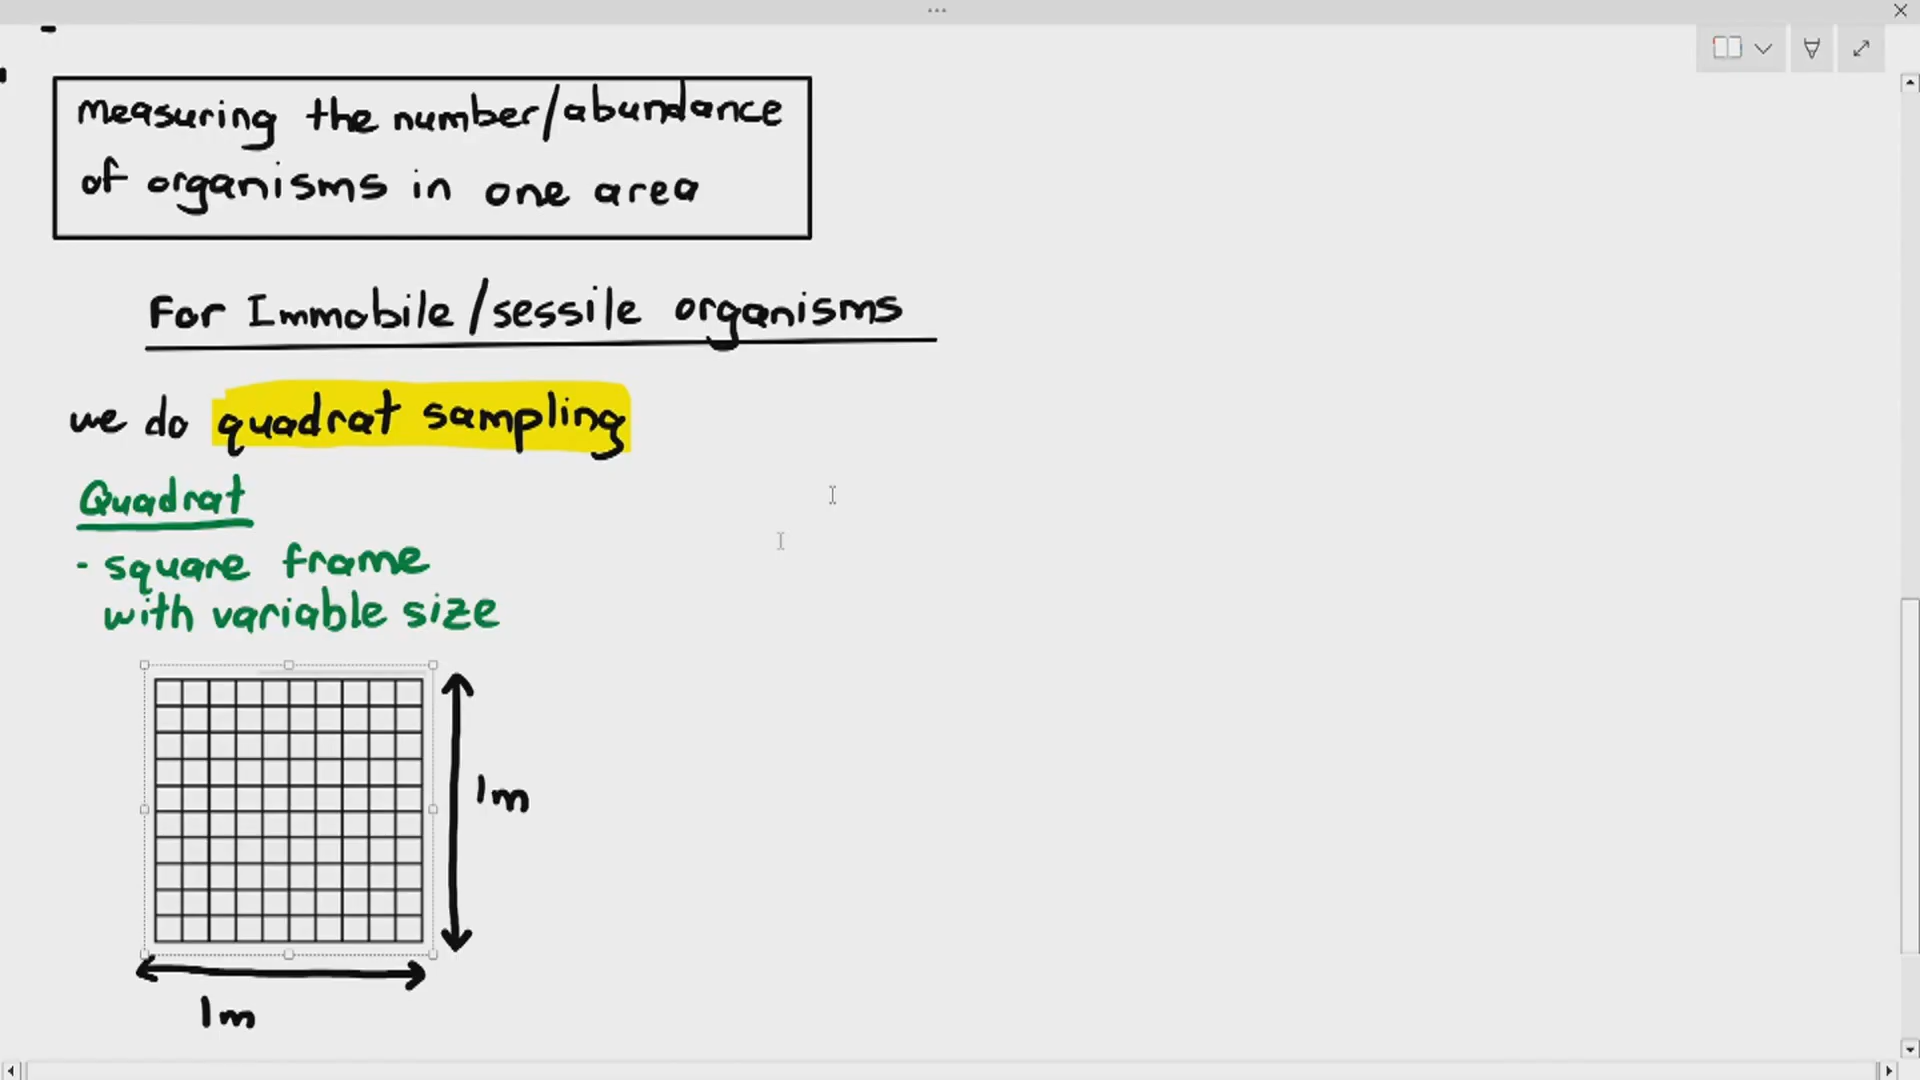 measuring the number/abundance
of organisms in one area
For Immobile/sessile organisms
we do quadrat sampling
Quadrat
- square frame
with variable size
1m
1m